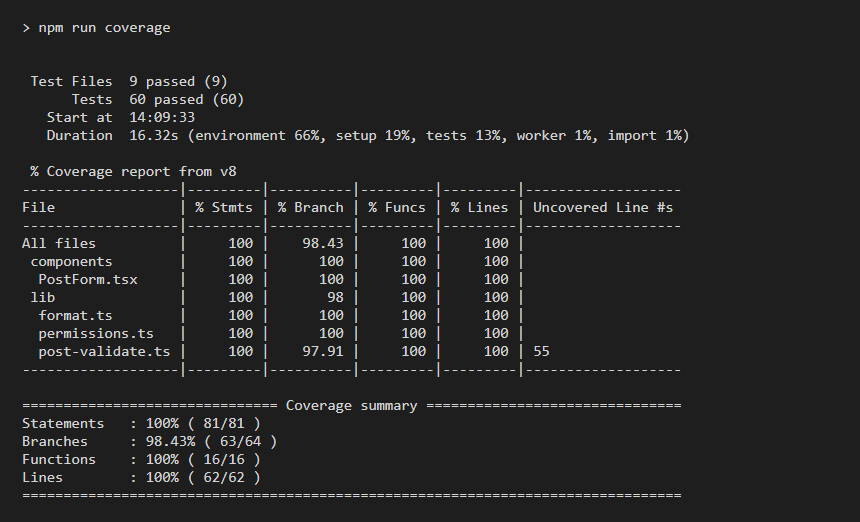 > npm run coverage
 Test Files  9 passed (9)
      Tests  60 passed (60)
   Start at  14:09:33
   Duration  16.32s (environment 66%, setup 19%, tests 13%, worker 1%, import 1%)
 % Coverage report from v8
-------------------|---------|----------|---------|---------|-------------------
File               | % Stmts | % Branch | % Funcs | % Lines | Uncovered Line #s
-------------------|---------|----------|---------|---------|-------------------
All files          |     100 |    98.43 |     100 |     100 |
 components        |     100 |      100 |     100 |     100 |
  PostForm.tsx     |     100 |      100 |     100 |     100 |
 lib               |     100 |       98 |     100 |     100 |
  format.ts        |     100 |      100 |     100 |     100 |
  permissions.ts   |     100 |      100 |     100 |     100 |
  post-validate.ts |     100 |    97.91 |     100 |     100 | 55
-------------------|---------|----------|---------|---------|-------------------
=============================== Coverage summary ===============================
Statements   : 100% ( 81/81 )
Branches     : 98.43% ( 63/64 )
Functions    : 100% ( 16/16 )
Lines        : 100% ( 62/62 )
================================================================================